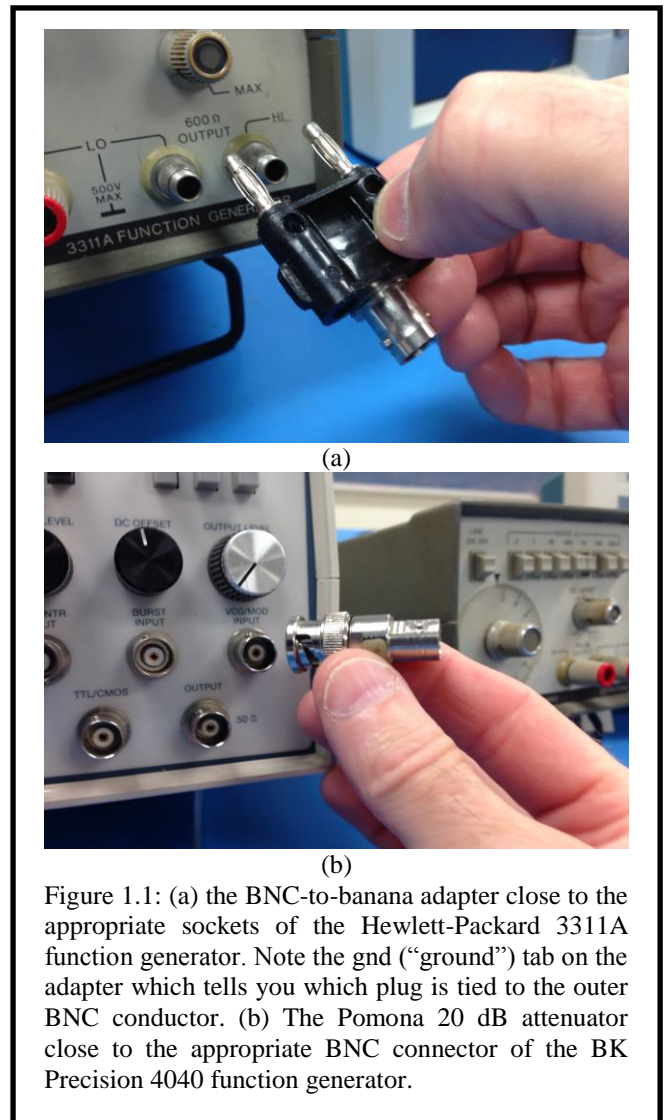 MAX
600 Ω
OUTPUT
HI
LO
500V
MAX
3311A FUNCTION GENERATOR
(a)
LEVEL
DC OFFSET
OUTPUT LEVEL
BURST
INPUT
VCG/MOD
INPUT
TTL/CMOS
OUTPUT
50 Ω
LINE
(b)
Figure 1.1: (a) the BNC-to-banana adapter close to the
appropriate sockets of the Hewlett-Packard 3311A
function generator. Note the gnd (“ground”) tab on the
adapter which tells you which plug is tied to the outer
BNC conductor. (b) The Pomona 20 dB attenuator
close to the appropriate BNC connector of the BK
Precision 4040 function generator.